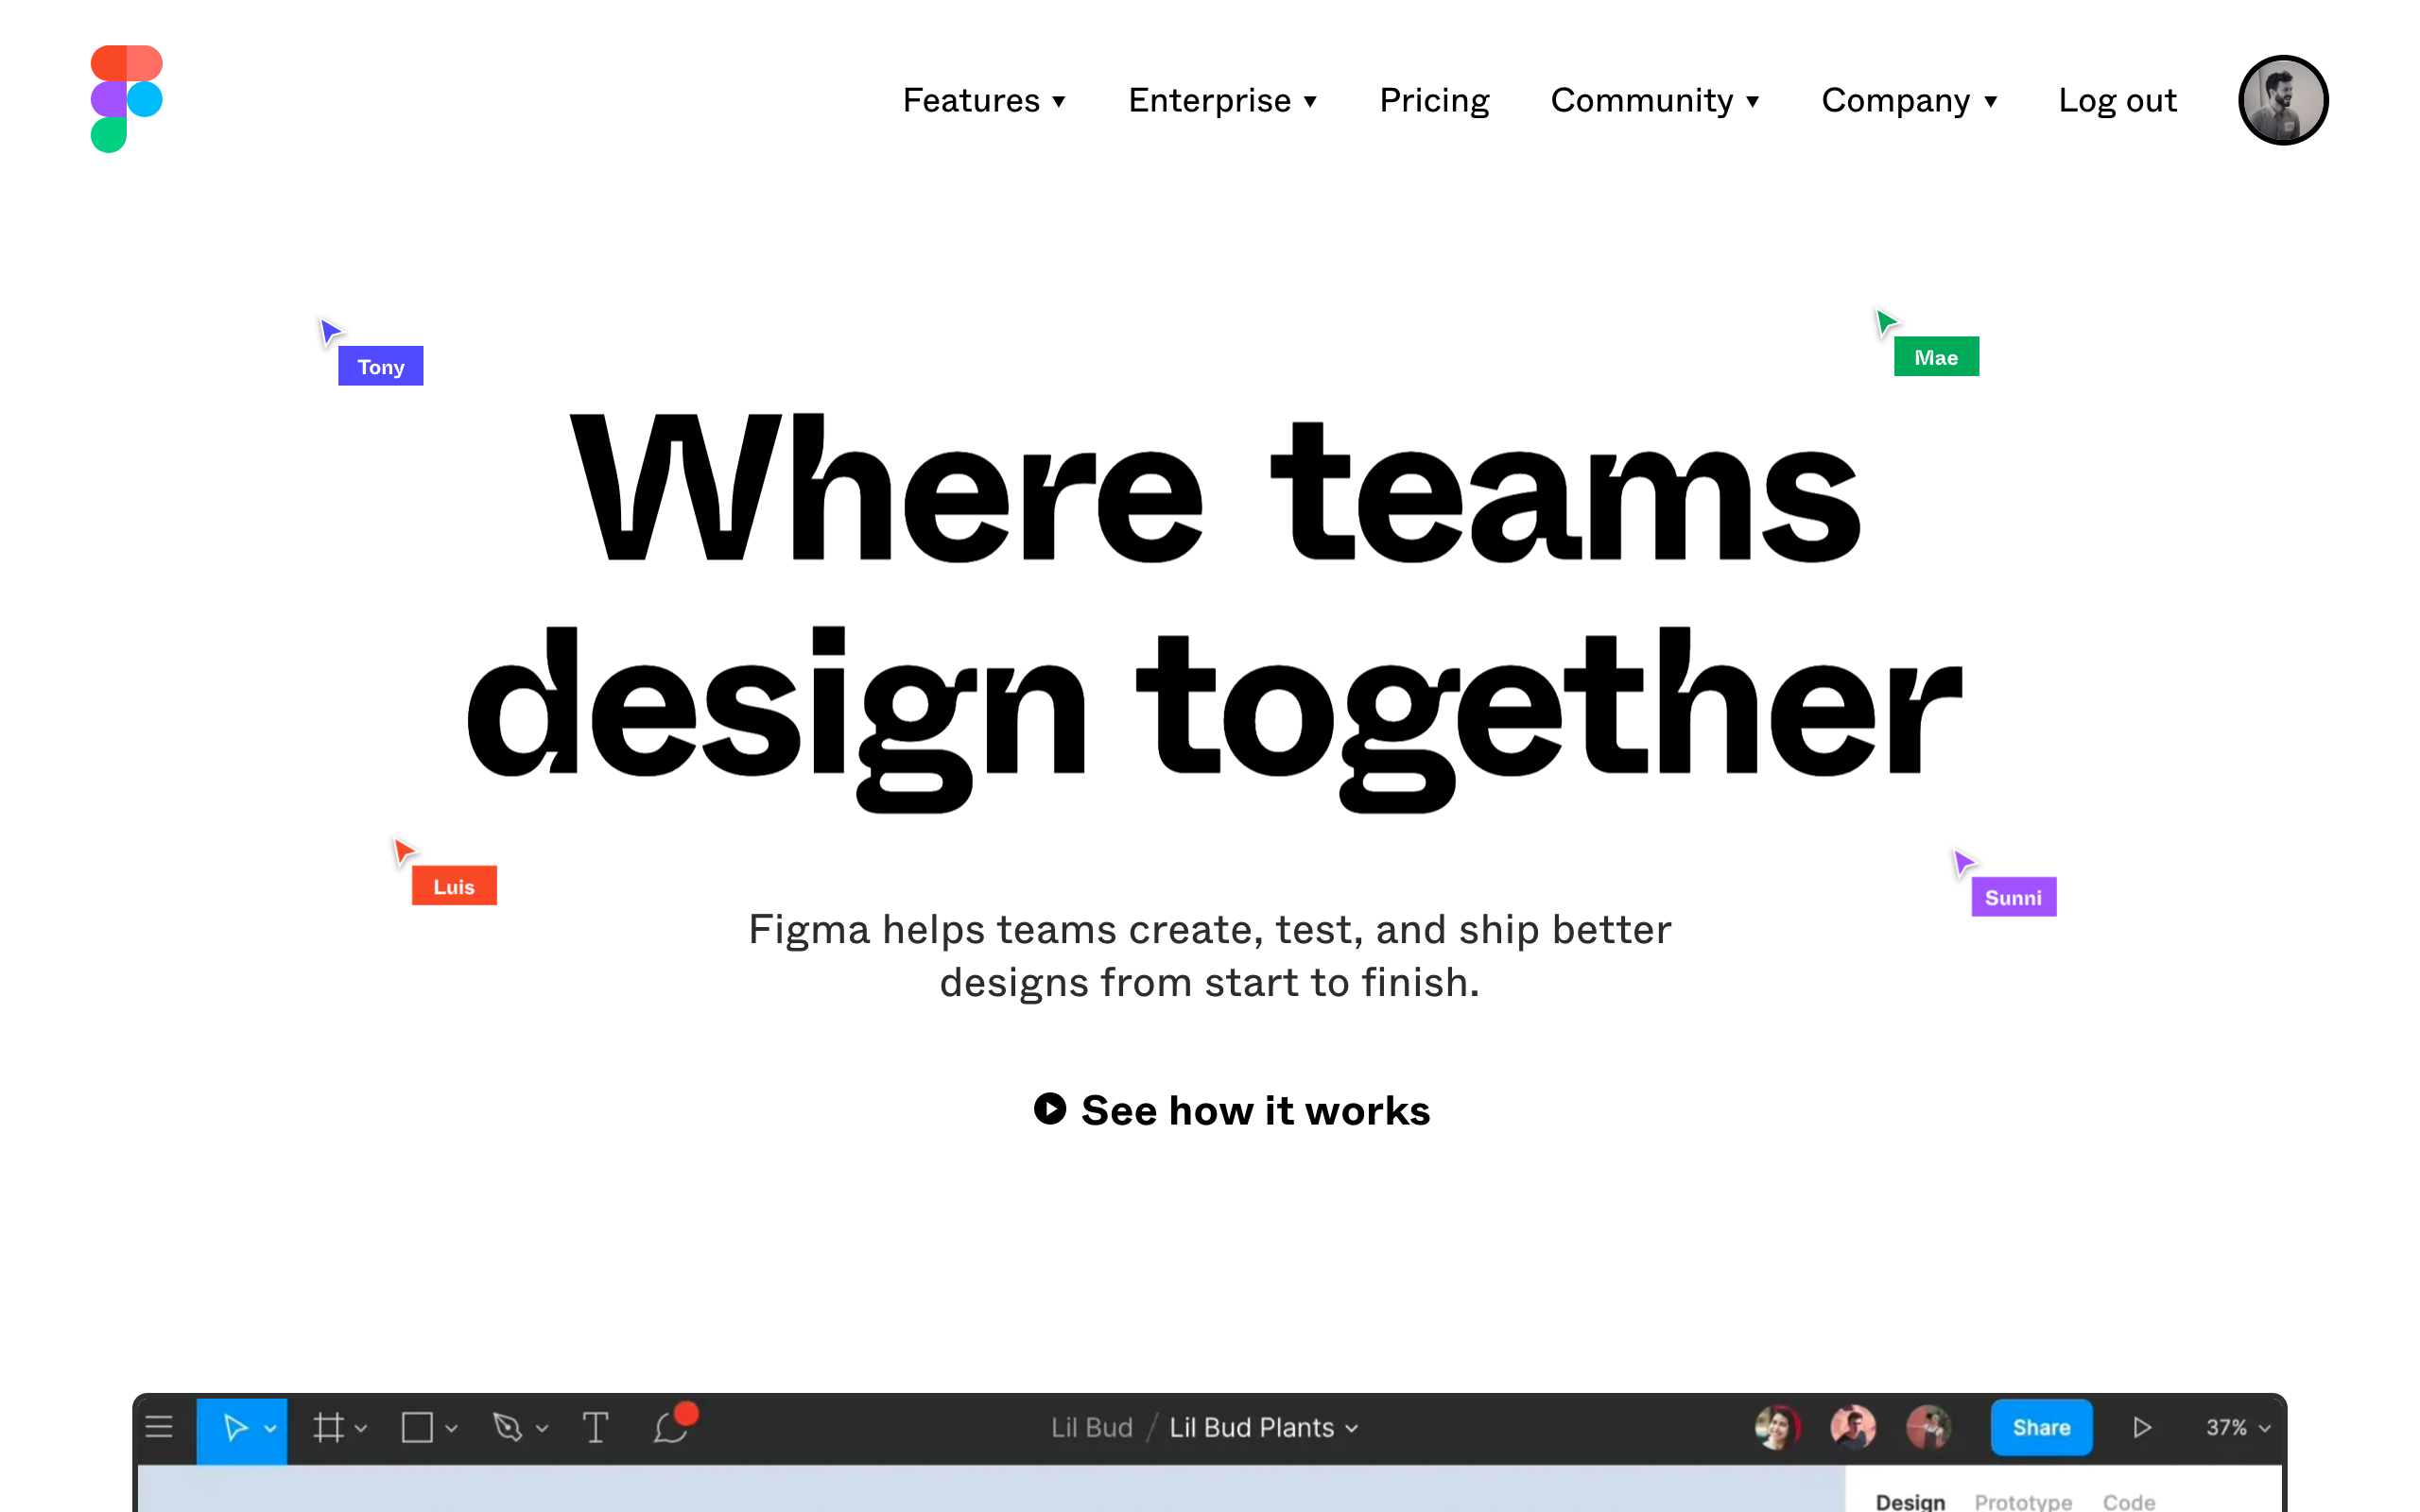 Features Enterprise Pricing Community Company Log out
Tony
Mae
Where teams
design together
Luis
Sunni
Figma helps teams create, test, and ship better
designs from start to finish.
See how it works
Lil Bud / Lil Bud Plants
Share
37%
Design Prototype Code